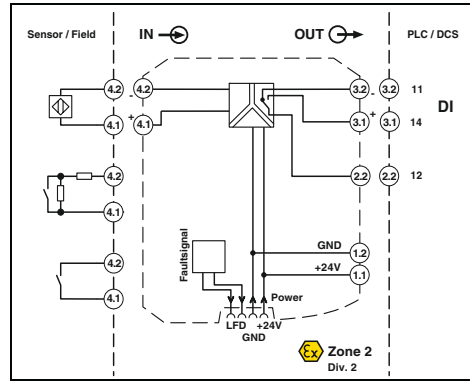 Sensor / Field
IN
OUT
PLC / DCS
4.2
4.2
-
3.2
-
3.2
11
DI
4.1
+
4.1
3.1
+
3.1
14
4.2
2.2
2.2
12
4.1
Faultsignal
GND
1.2
4.2
+24V
1.1
4.1
Power
LFD
+24V
GND
Ex
Zone 2
Div. 2